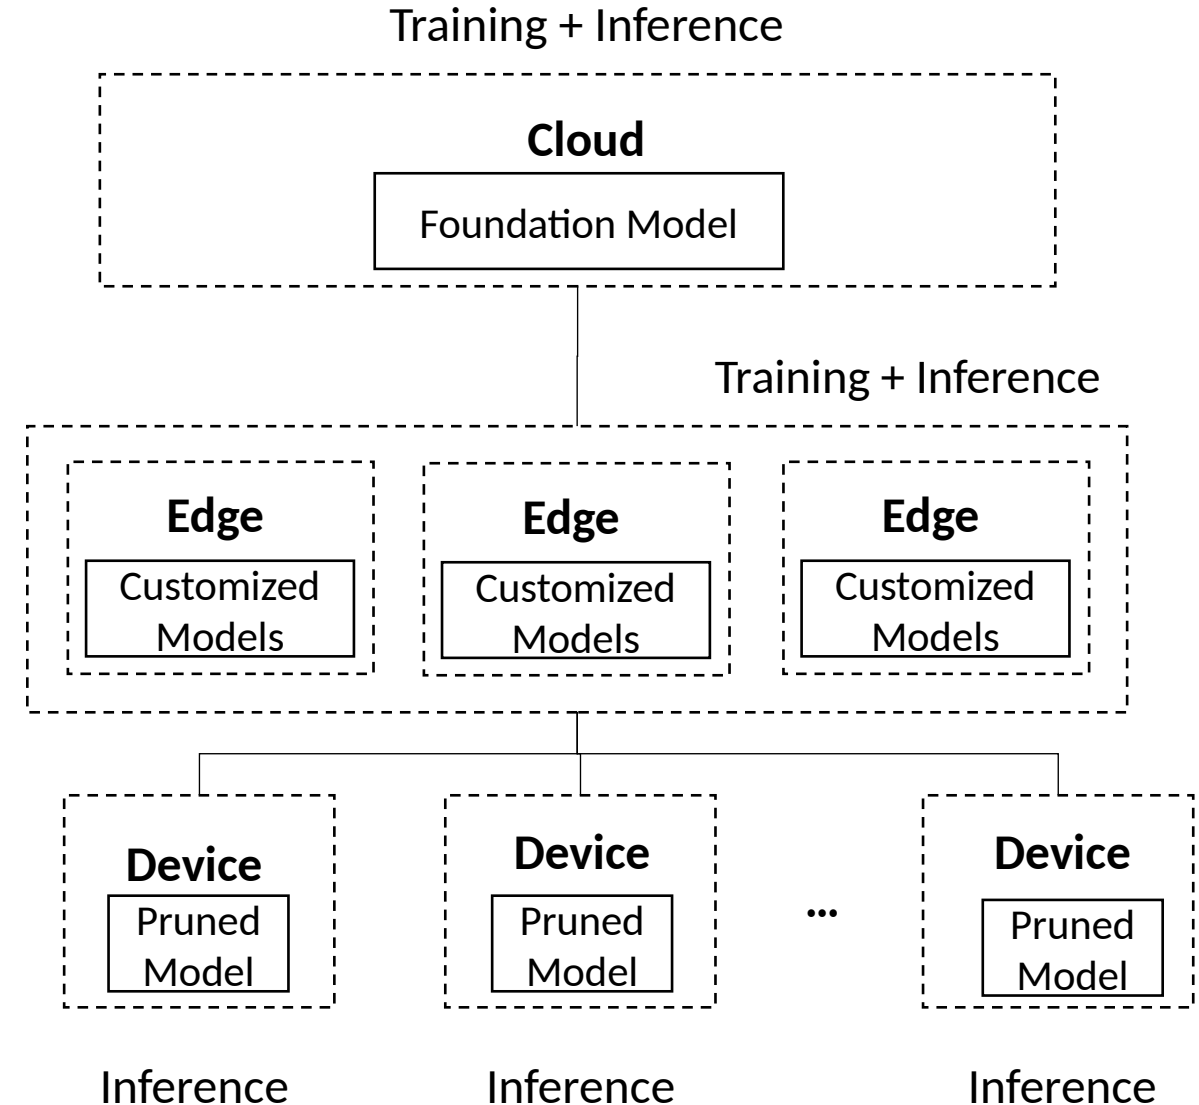 Training + Inference
Cloud
Foundation Model
Training + Inference
Edge
Customized
Models
Edge
Customized
Models
Edge
Customized
Models
Device
Pruned
Model
Device
Pruned
Model
...
Device
Pruned
Model
Inference
Inference
Inference